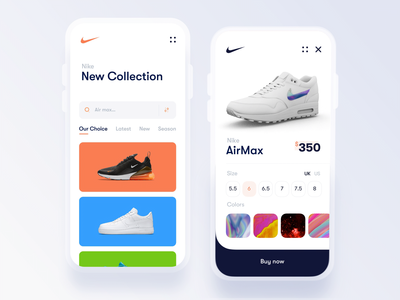 Nike
New Collection
Air max...
Our Choice Latest New Season
Nike
AirMax
$350
Size UK US
5.5 6 6.5 7 7.5 8
Colors
Buy now